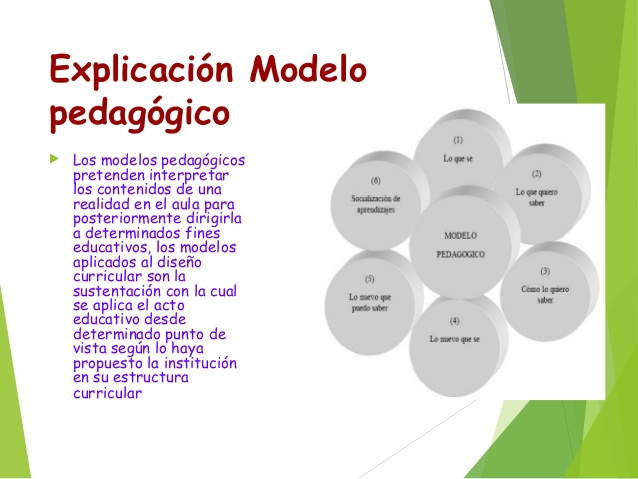 Explicación Modelo
pedagógico
Los modelos pedagógicos
pretenden interpretar
los contenidos de una
realidad en el aula para
posteriormente dirigirla
a determinados fines
educativos, los modelos
aplicados al diseño
curricular son la
sustentación con la cual
se aplica el acto
educativo desde
determinado punto de
vista según lo haya
propuesto la institución
en su estructura
curricular
(1)
Lo que se
(2)
Lo que quiero
saber
(3)
Cómo lo quiero
saber
(4)
Lo nuevo que se
(5)
Lo nuevo que
puedo saber
(6)
Socialización de
aprendizajes
MODELO
PEDAGOGICO